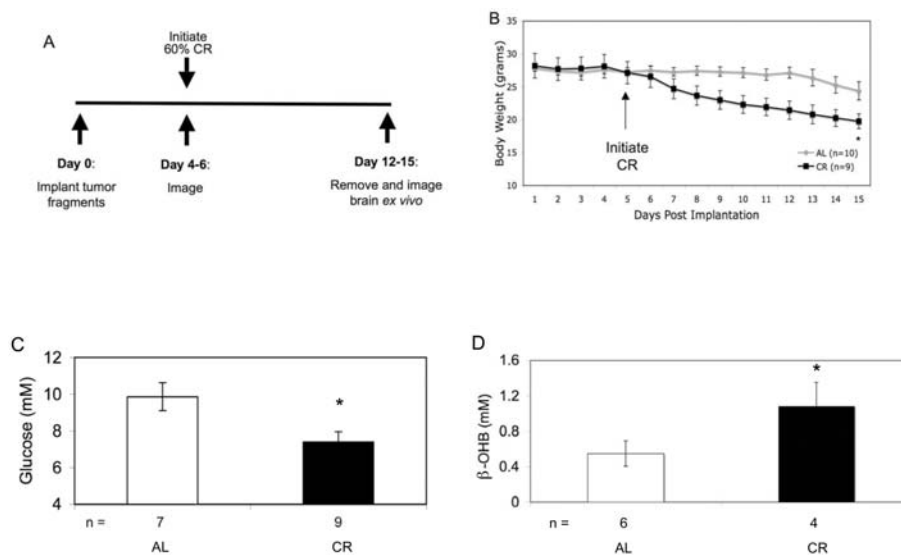 A
Initiate
60% CR
Day 0:
Implant tumor
fragments
Day 4-6:
Image
Day 12-15:
Remove and image
brain ex vivo
B
Body Weight (grams)
35
30
25
20
15
10
Initiate
CR
*
AL (n=10)
CR (n=9)
1 2 3 4 5 6 7 8 9 10 11 12 13 14 15
Days Post Implantation
C
Glucose (mM)
12
10
8
6
4
*
n = 7 9
AL CR
D
β-OHB (mM)
1.6
1.2
0.8
0.4
0
*
n = 6 4
AL CR